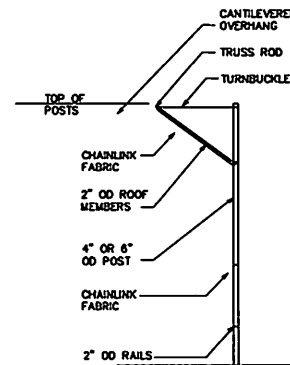 CANTILEVERE
OVERHANG
TRUSS ROD
TURNBUCKLE
TOP OF
POSTS
CHAINLINK
FABRIC
2" OD ROOF
MEMBERS
4" OR 6"
OD POST
CHAINLINK
FABRIC
2" OD RAILS